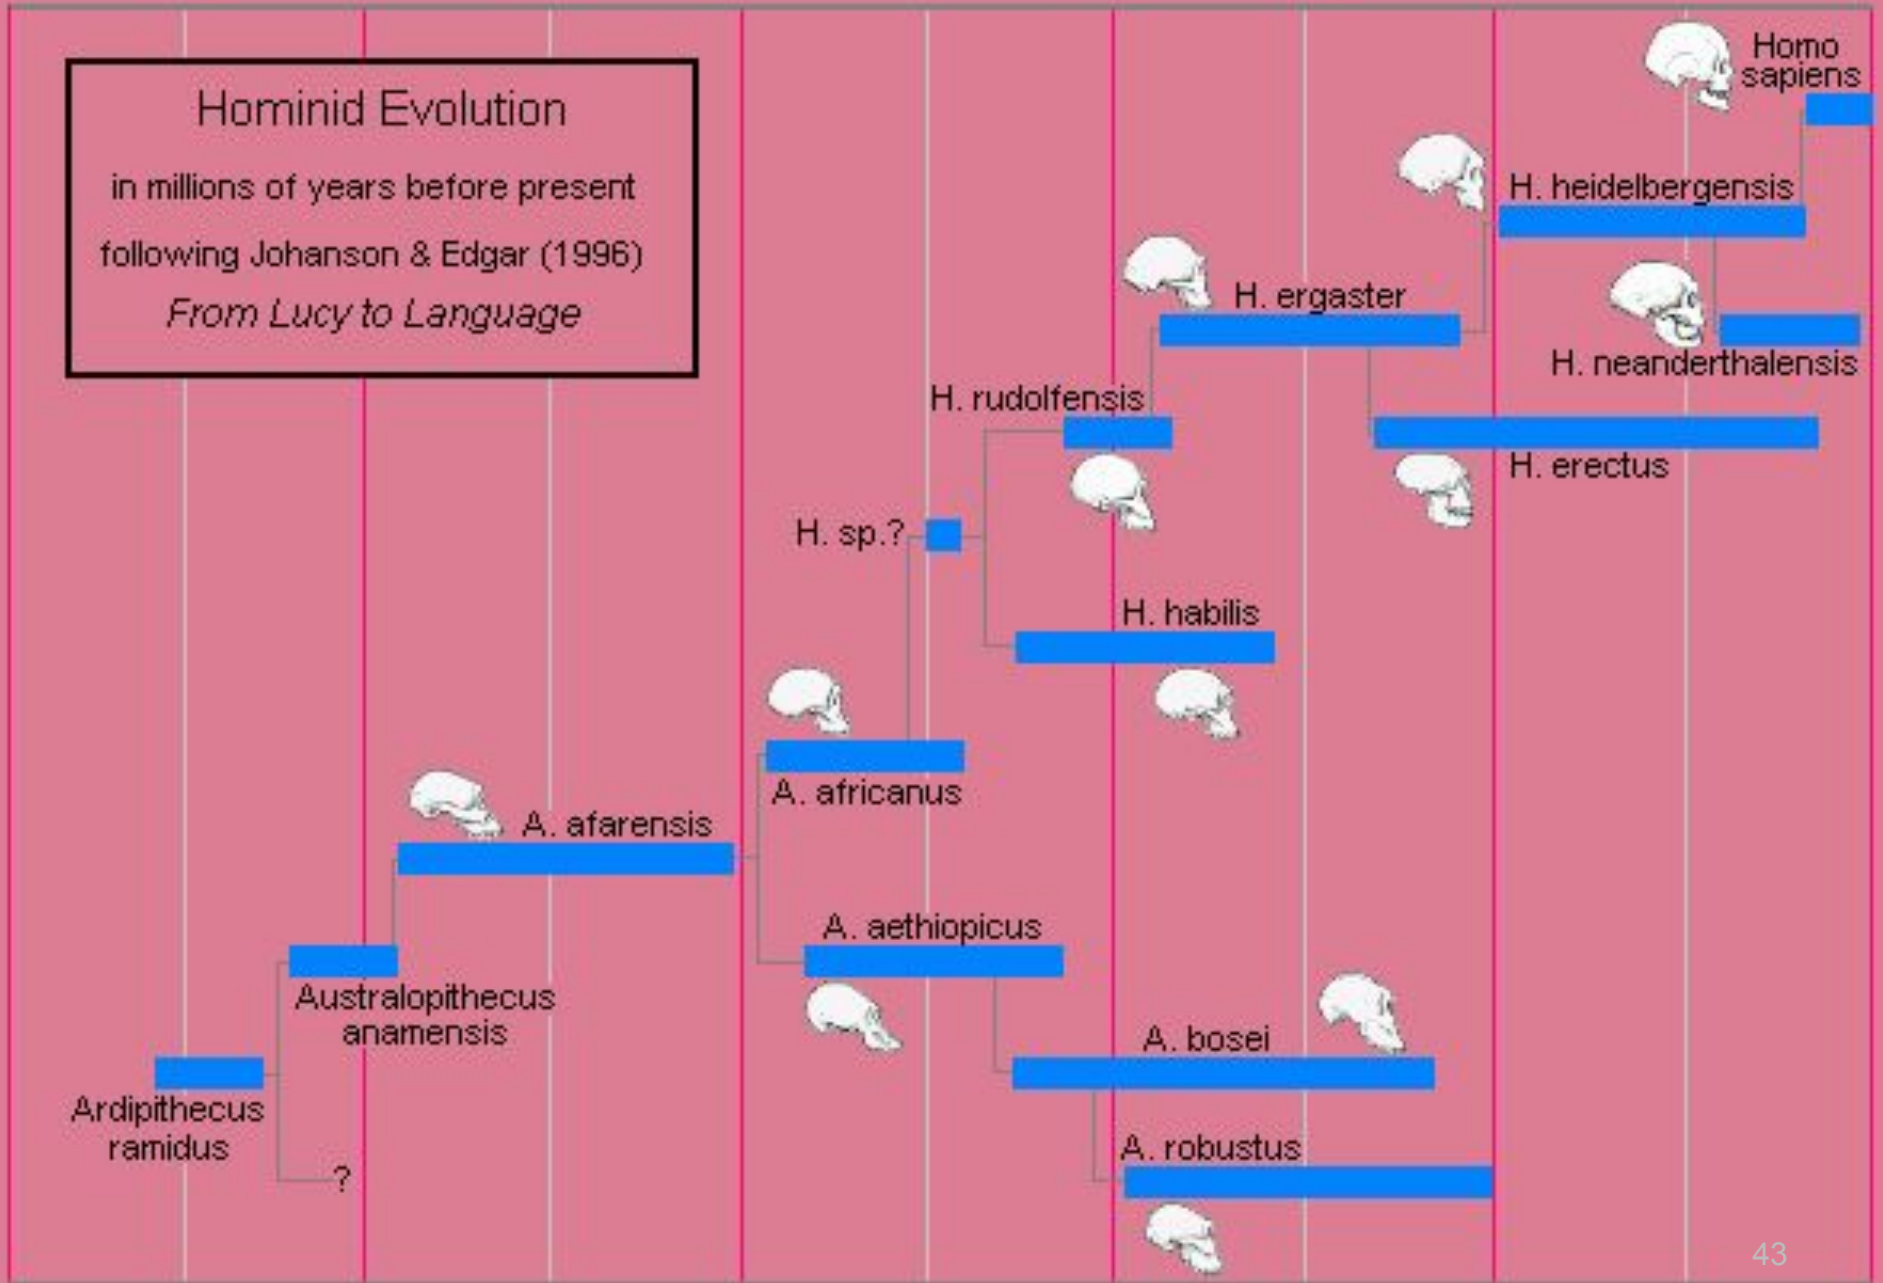 Hominid Evolution
in millions of years before present
following Johanson & Edgar (1996)
From Lucy to Language
Homo
sapiens
H. heidelbergensis
H. ergaster
H. neanderthalensis
H. rudolfensis
H. erectus
H. sp.?
H. habilis
A. africanus
A. afarensis
A. aethiopicus
Australopithecus
anamensis
A. bosei
Ardipithecus
ramidus
A. robustus
?
43